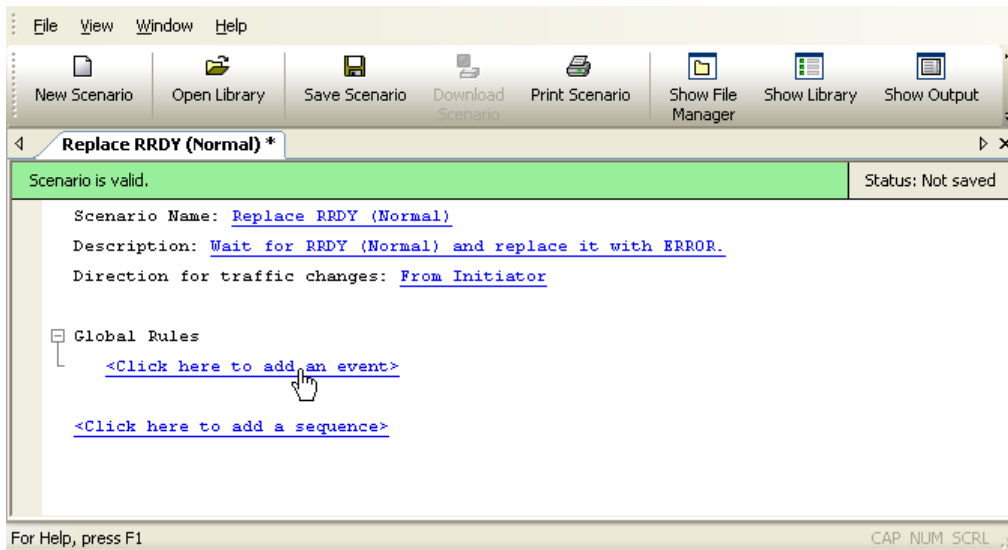 File View Window Help
New Scenario Open Library Save Scenario Download Scenario Print Scenario Show File Manager Show Library Show Output
Replace RRDY (Normal) *
Scenario is valid. Status: Not saved
Scenario Name: Replace RRDY (Normal)
Description: Wait for RRDY (Normal) and replace it with ERROR.
Direction for traffic changes: From Initiator
Global Rules
<Click here to add an event>
<Click here to add a sequence>
For Help, press F1 CAP NUM SCRL